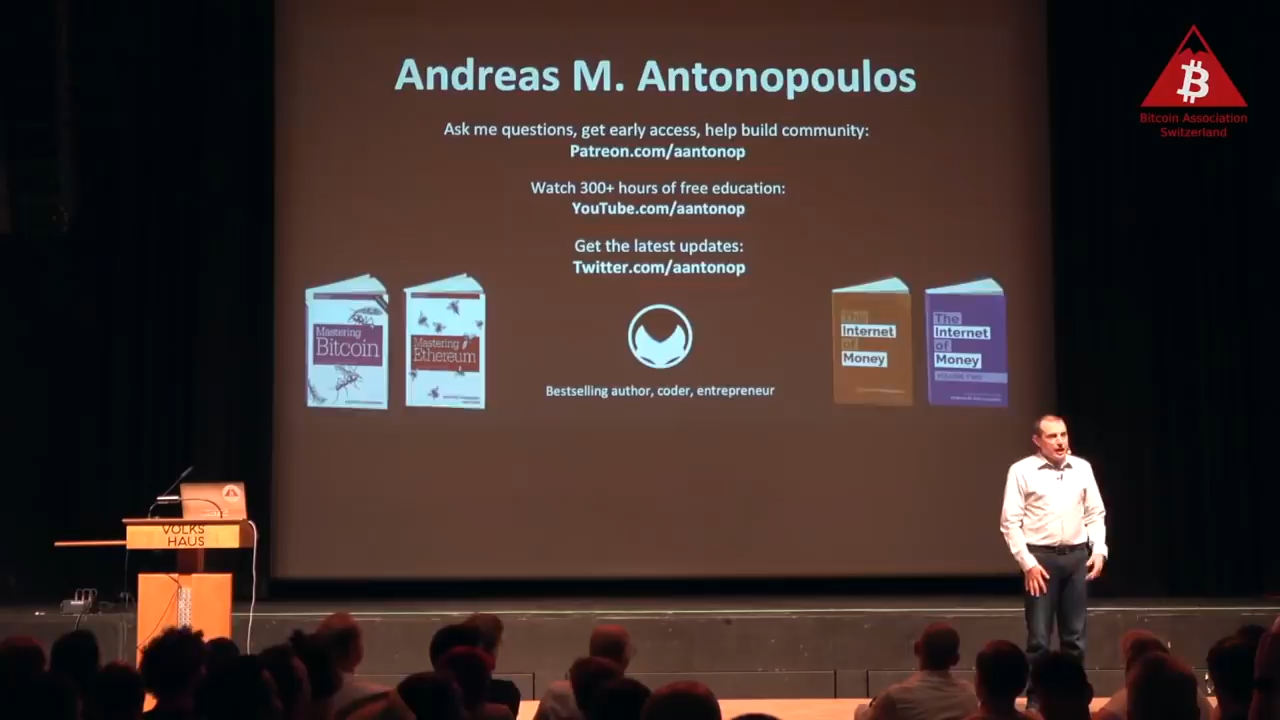 Andreas M. Antonopoulos
Ask me questions, get early access, help build community:
Patreon.com/aantonop
Watch 300+ hours of free education:
YouTube.com/aantonop
Get the latest updates:
Twitter.com/aantonop
Bestselling author, coder, entrepreneur
Mastering
Bitcoin
Mastering
Ethereum
The
Internet
of
Money
The
Internet
of
Money
VOLUME TWO
Bitcoin Association
Switzerland
VOLKS
HAUS